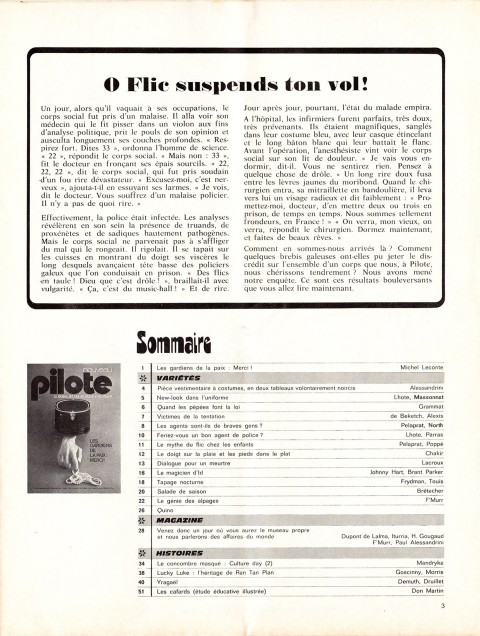 O Flic suspends ton vol!
Un jour, alors qu'il vaquait à ses occupations, le
corps social fut pris d'un malaise. Il alla voir son
médecin qui le fit pisser dans un violon aux fins
d'analyse politique, prit le pouls de son opinion et
ausculta longuement ses couches profondes. « Res-
pirez fort. Dites 33 », ordonna l'homme de science.
« 22 », répondit le corps social. « Mais non : 33 »,
fit le docteur en fronçant ses épais sourcils. « 22,
22, 22 », dit le corps social, qui fut pris soudain
d'un fou rire dévastateur. « Excusez-moi, c'est ner-
veux », ajouta-t-il en essuyant ses larmes. « Je vois,
dit le docteur. Vous souffrez d'un malaise policier.
Il n'y a pas de quoi rire. »
Effectivement, la police était infectée. Les analyses
révélèrent en son sein la présence de truands, de
proxénètes et de sadiques hautement pathogènes.
Mais le corps social ne parvenait pas à s'affliger
du mal qui le rongeait. Il rigolait. Il se tapait sur
les cuisses en montrant du doigt ses viscères le
long desquels avançaient tête basse des policiers
galeux que l'on conduisait en prison. « Des flics
en taule ! Dieu que c'est drôle ! », braillait-il avec
vulgarité. « Ça, c'est du music-hall ! » Et de rire.
Jour après jour, pourtant, l'état du malade empira.
A l'hôpital, les infirmiers furent parfaits, très doux,
très prévenants. Ils étaient magnifiques, sanglés
dans leur costume bleu, avec leur casque étincelant
et le long bâton blanc qui leur battait le flanc.
Avant l'opération, l'anesthésiste vint voir le corps
social sur son lit de douleur. « Je vais vous en-
dormir, dit-il. Vous ne sentirez rien. Pensez à
quelque chose de drôle. » Un long rire doux fusa
entre les lèvres jaunes du moribond. Quand le chi-
rurgien entra, sa mitraillette en bandoulière, il leva
vers lui un visage radieux et dit faiblement : « Pro-
mettez-moi, docteur, d'en mettre deux ou trois en
prison, de temps en temps. Nous sommes tellement
frondeurs, en France ! » « On verra, mon vieux, on
verra, répondit le chirurgien. Dormez maintenant,
et faites de beaux rêves. »
Comment en sommes-nous arrivés là ? Comment
quelques brebis galeuses ont-elles pu jeter le dis-
crédit sur l'ensemble d'un corps que nous, à Pilote,
nous chérissons tendrement ? Nous avons mené
notre enquête. Ce sont ces résultats bouleversants
que vous allez lire maintenant.
Sommaire
nouveau
pilote
LES
GARDIENS
DE
LA PAIX :
MERCI !
1 Les gardiens de la paix : Merci ! Michel Leconte
VARIÉTÉS
4 Pièce vestimentaire à costumes, en deux tableaux volontairement noircis Alessandrini
5 New-look dans l'uniforme Lhote, Massonnat
6 Quand les pépées font la loi Grammat
7 Victimes de la tentation de Beketch, Alexis
8 Les agents sont-ils de braves gens ? Pelaprat, North
10 Feriez-vous un bon agent de police ? Lhote, Parras
11 Le mythe du flic chez les enfants Pelaprat, Poppé
12 Le doigt sur la plaie et les pieds dans le plat Chakir
13 Dialogue pour un meurtre Lacroux
16 Le magicien d'Id Johnny Hart, Brant Parker
18 Tapage nocturne Frydman, Touis
20 Salade de saison Brétecher
22 Le génie des alpages F'Murr
26 Quino
MAGAZINE
28 Venez donc un jour où vous aurez le museau propre
et nous parlerons des affaires du monde Dupont de Lalma, Iturria, H. Gougaud
F'Murr, Paul Alessandrini
HISTOIRES
34 Le concombre masqué : Culture day (2) Mandryka
38 Lucky Luke : l'héritage de Ran Tan Plan Goscinny, Morris
40 Yragaël Demuth, Druillet
51 Les cafards (étude éducative illustrée) Don Martin
3